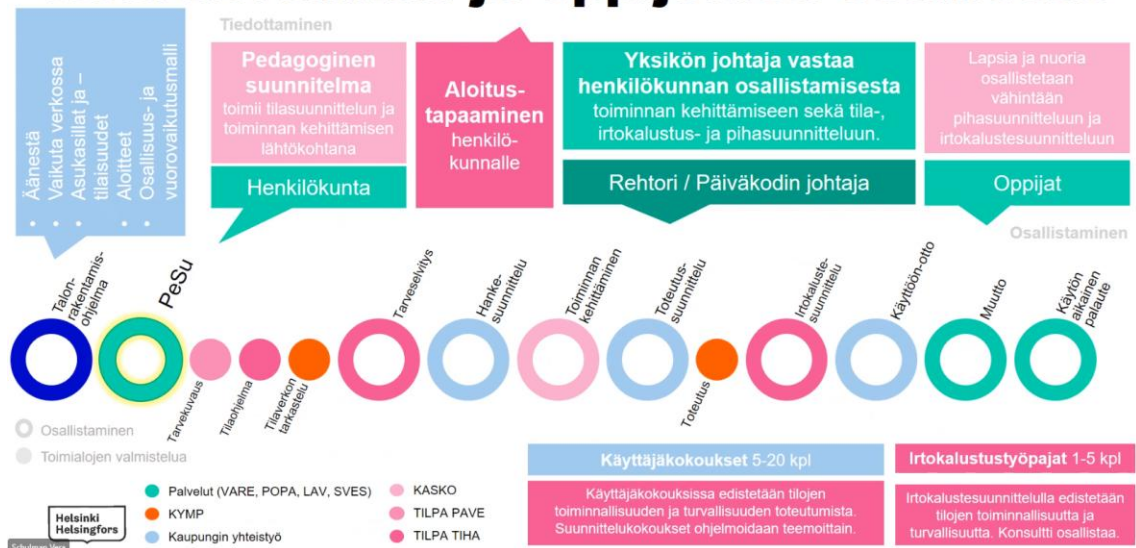 Tiedottaminen
• Äänestä
• Vaikuta verkossa
• Asukasillat ja –
tilaisuudet
• Aloitteet
• Osallisuus- ja
vuorovaikutusmalli
Pedagoginen
suunnitelma
toimii tilasuunnittelun ja
toiminnan kehittämisen
lähtökohtana
Henkilökunta
Aloitus-
tapaaminen
henkilö-
kunnalle
Yksikön johtaja vastaa
henkilökunnan osallistamisesta
toiminnan kehittämiseen sekä tila-,
irtokalustus- ja pihasuunnitteluun.
Rehtori / Päiväkodin johtaja
Lapsia ja nuoria
osallistetaan
vähintään
pihasuunnitteluun ja
irtokalustesuunnitteluun
Oppijat
Osallistaminen
Talon-
rakentamis-
ohjelma
PeSu
Tarvekuvaus
Tilaohjelma
Tilaverkon
tarkastelu
Tarveselvitys
Hanke-
suunnittelu
Toiminnan
kehittäminen
Toteutus-
suunnittelu
Toteutus
Irtokaluste-
suunnittelu
Käyttöön-otto
Muutto
Käytön
aikainen
palaute
Osallistaminen
Toimialojen valmistelua
Palvelut (VARE, POPA, LAV, SVES)
KYMP
Kaupungin yhteistyö
KASKO
TILPA PAVE
TILPA TIHA
Käyttäjäkokoukset 5-20 kpl
Käyttäjäkokouksissa edistetään tilojen
toiminnallisuuden ja turvallisuuden toteutumista.
Suunnittelukokoukset ohjelmoidaan teemoittain.
Irtokalustustyöpajat 1-5 kpl
Irtokalustesuunnittelulla edistetään
tilojen toiminnallisuutta ja
turvallisuutta. Konsultti osallistaa.
Helsinki
Helsingfors